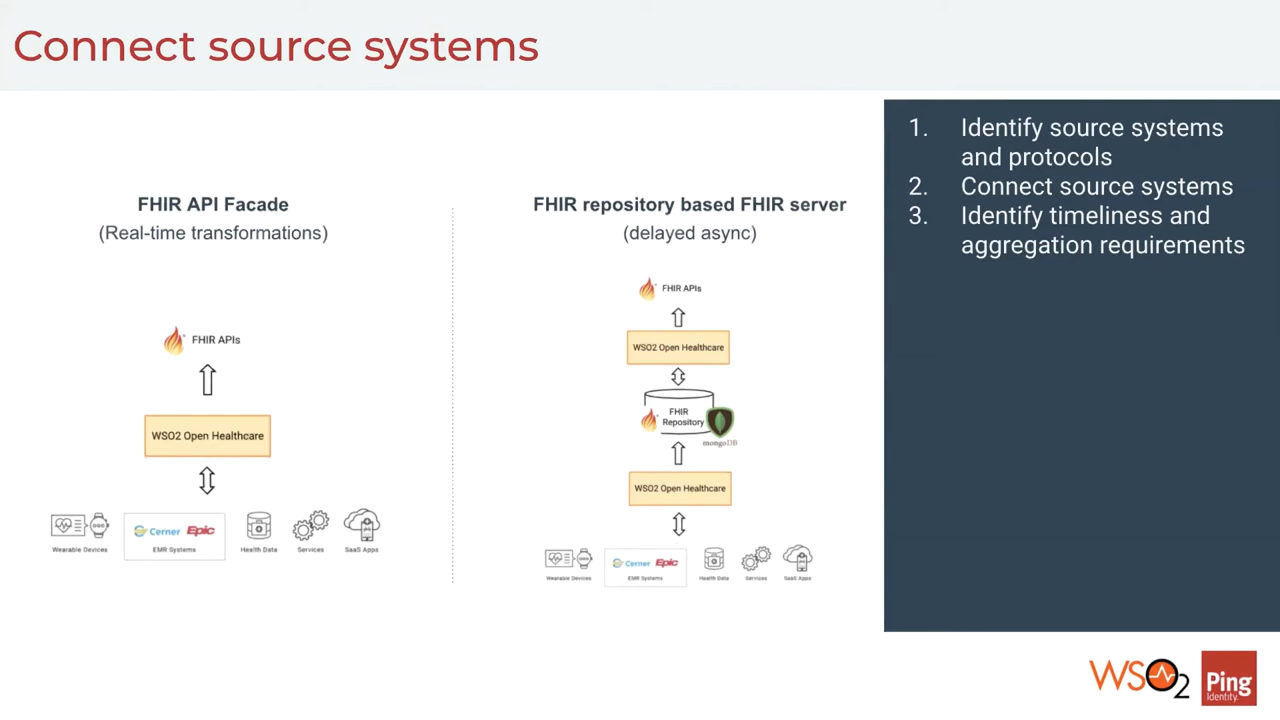 Connect source systems
FHIR API Facade
(Real-time transformations)
FHIR APIs
WSO2 Open Healthcare
Wearable Devices
Cerner Epic
EMR Systems
Health Data
Services
SaaS Apps
FHIR repository based FHIR server
(delayed async)
FHIR APIs
WSO2 Open Healthcare
FHIR
Repository
mongoDB
WSO2 Open Healthcare
Wearable Devices
Cerner Epic
EMR Systems
Health Data
Services
SaaS Apps
1. Identify source systems
and protocols
2. Connect source systems
3. Identify timeliness and
aggregation requirements
WSO2
Ping
Identity.